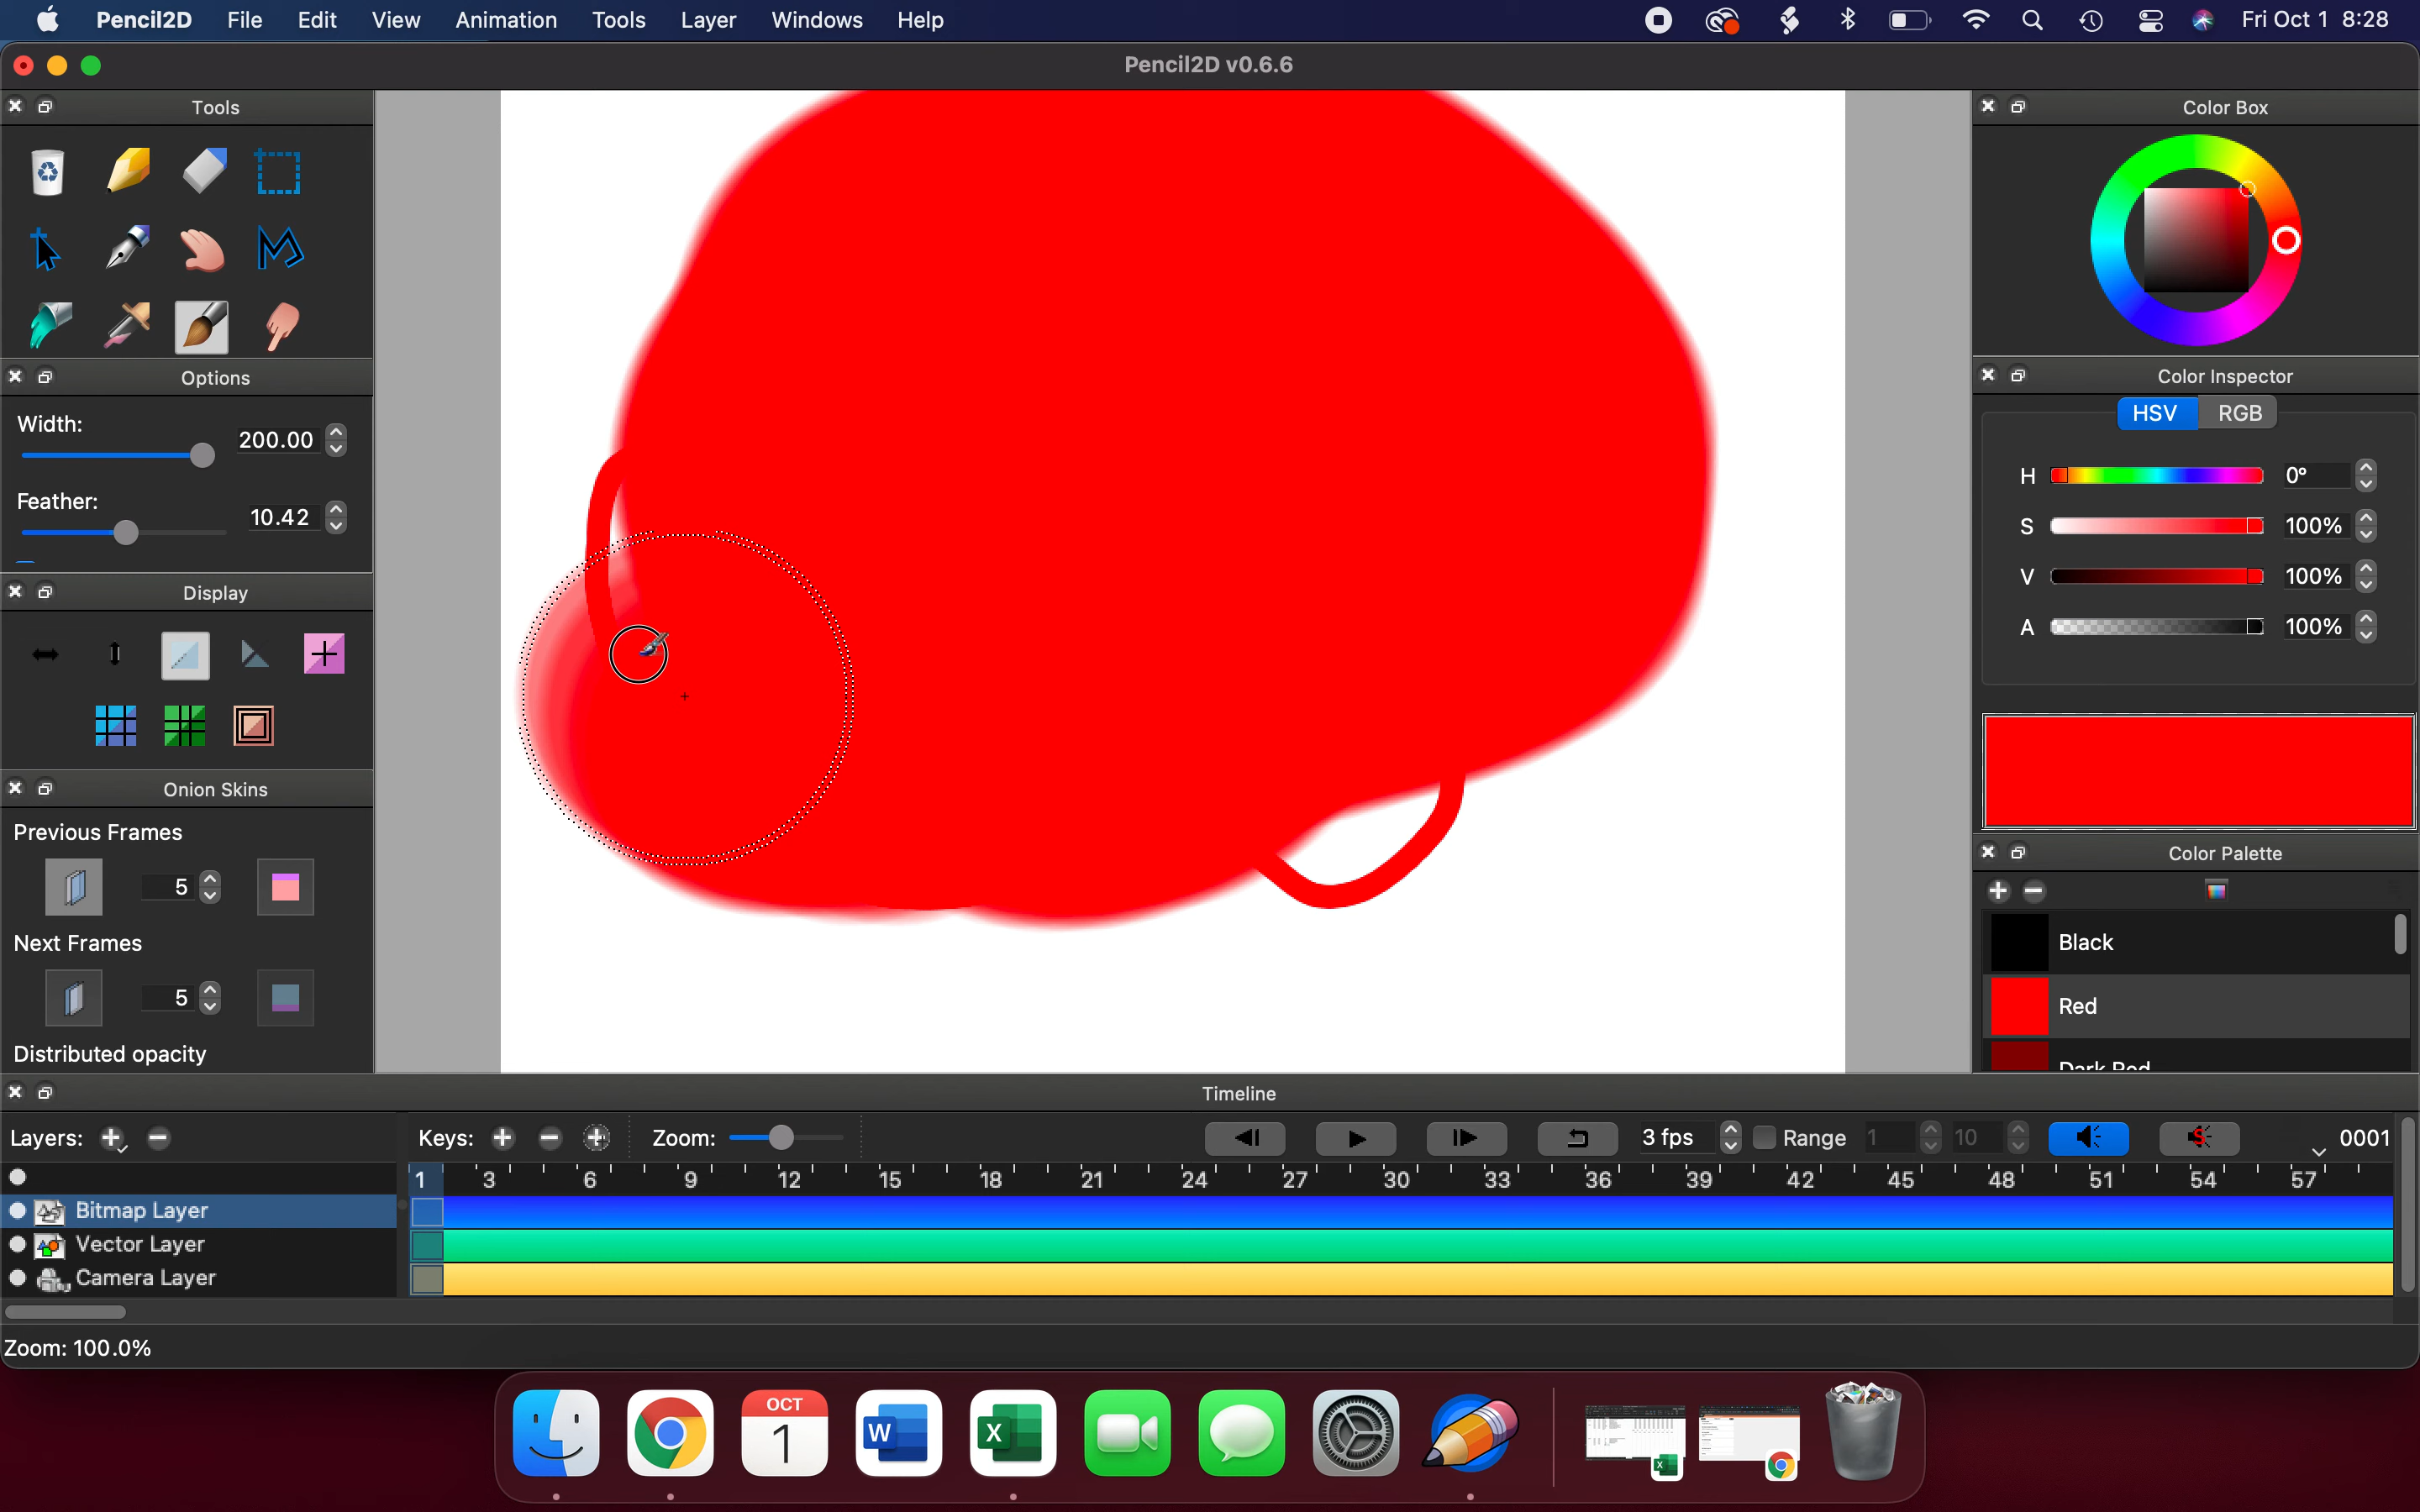 Pencil2D File Edit View Animation Tools Layer Windows Help Fri Oct 1 8:28
Pencil2D v0.6.6
Tools
Options
Width:
200.00
Feather:
10.42
Display
Onion Skins
Previous Frames
5
Next Frames
5
Distributed opacity
Color Box
Color Inspector
HSV RGB
H 0°
S 100%
V 100%
A 100%
Color Palette
Black
Red
Dark Red
Timeline
Layers: Keys: Zoom: 3 fps Range 1 10 0001
1 3 6 9 12 15 18 21 24 27 30 33 36 39 42 45 48 51 54 57
Bitmap Layer
Vector Layer
Camera Layer
Zoom: 100.0%
OCT
1
W
X
X